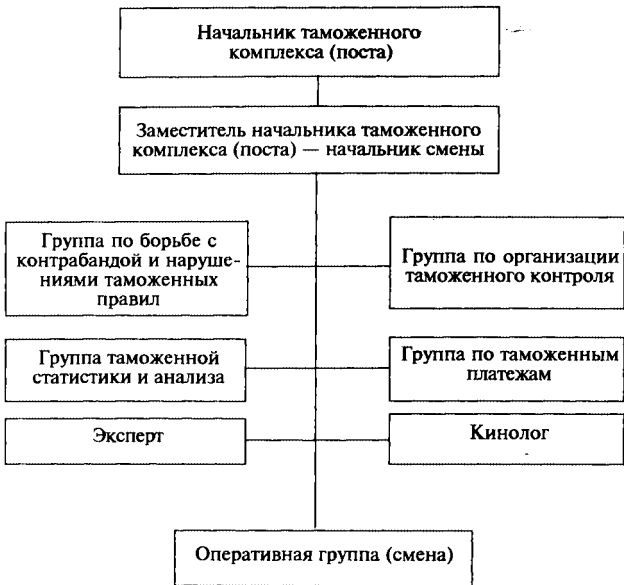 Начальник таможенного
комплекса (поста)
Заместитель начальника таможенного
комплекса (поста) — начальник смены
Группа по борьбе с
контрабандой и наруше-
ниями таможенных
правил
Группа по организации
таможенного контроля
Группа таможенной
статистики и анализа
Группа по таможенным
платежам
Эксперт
Кинолог
Оперативная группа (смена)